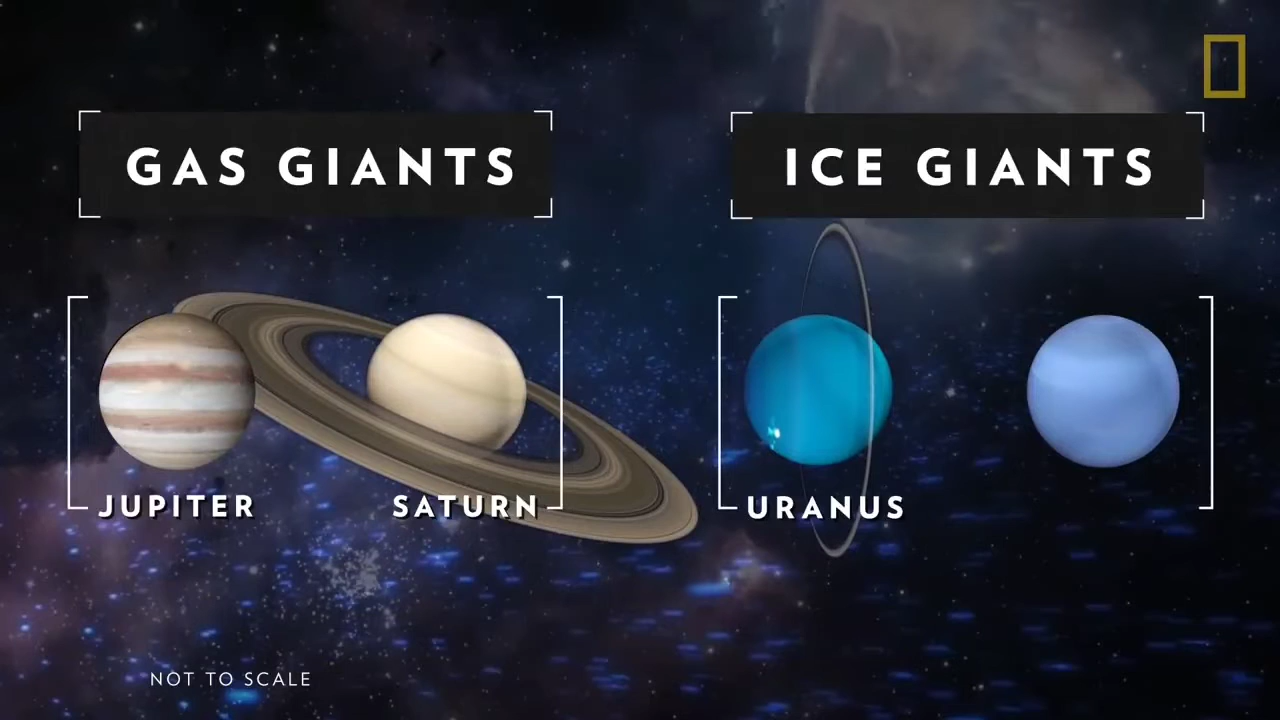 GAS GIANTS
ICE GIANTS
JUPITER
SATURN
URANUS
NOT TO SCALE